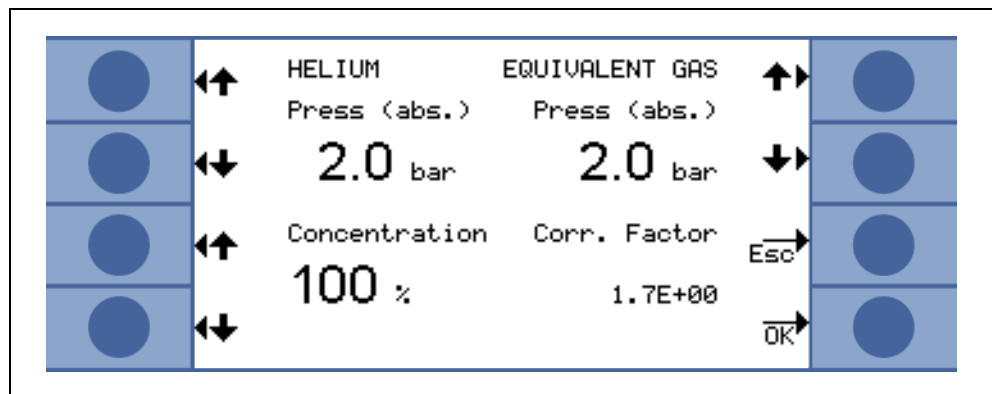 HELIUM EQUIVALENT GAS
Press (abs.) Press (abs.)
2.0 bar 2.0 bar
Concentration Corr. Factor
Esc
100 % 1.7E+00
OK